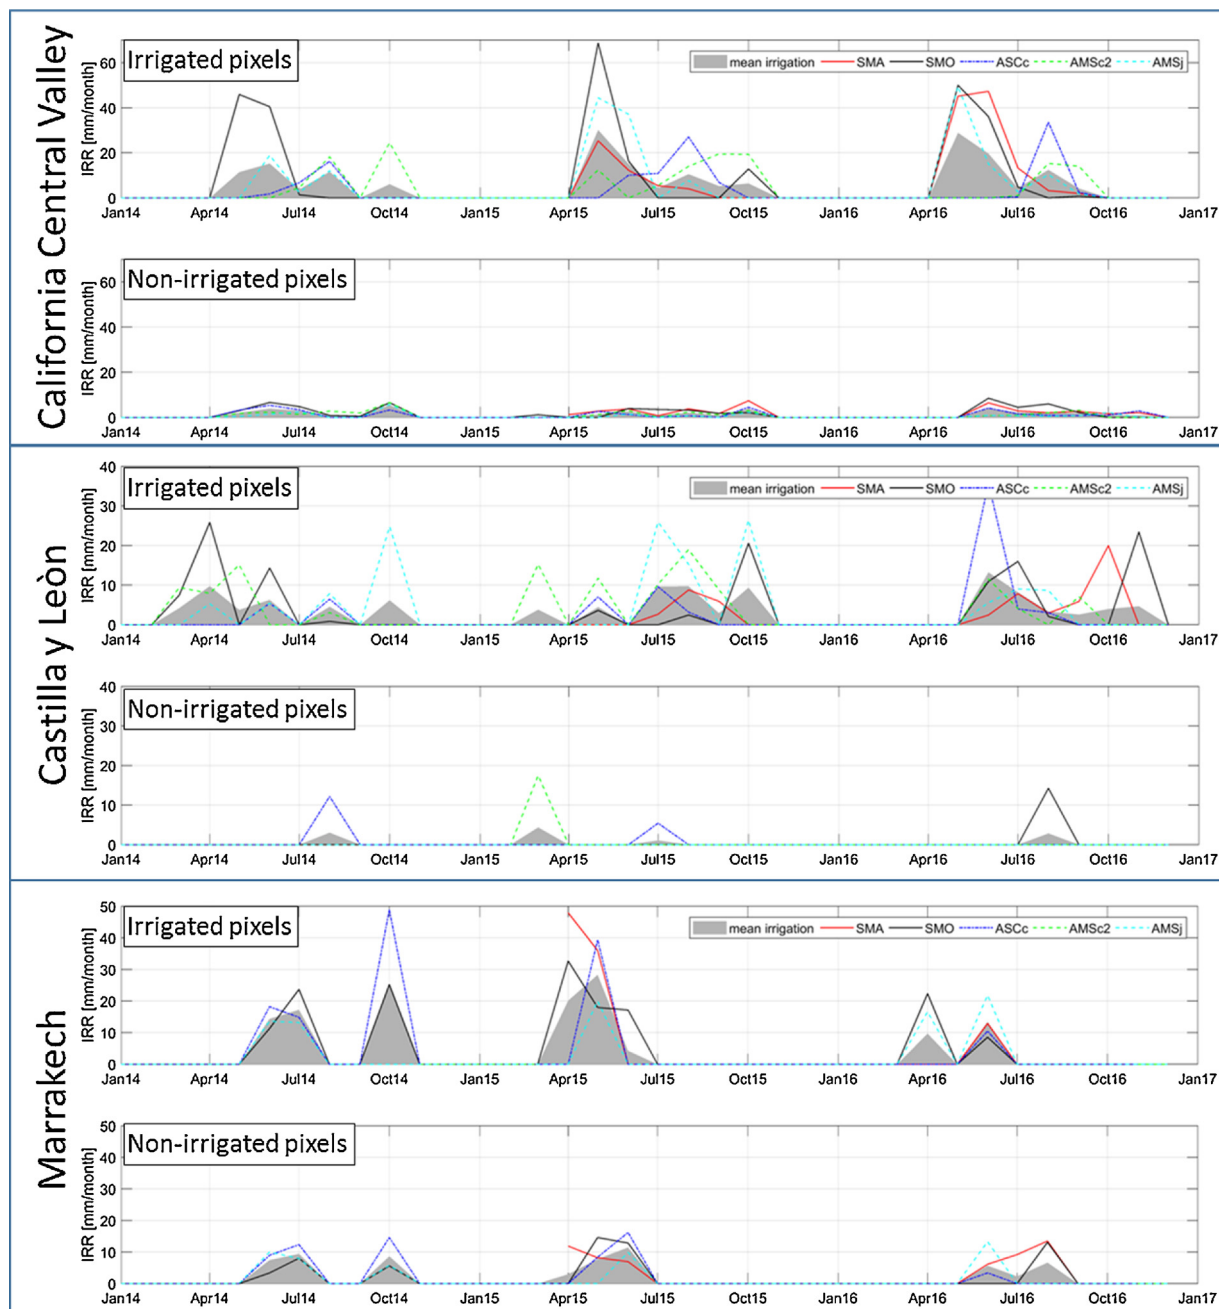 California Central Valley
Irrigated pixels
IRR [mm/month]
60
40
20
0
mean irrigation SMA SMO ASCc AMSc2 AMSj
Jan14 Apr14 Jul14 Oct14 Jan15 Apr15 Jul15 Oct15 Jan16 Apr16 Jul16 Oct16 Jan17
Non-irrigated pixels
IRR [mm/month]
60
40
20
0
Jan14 Apr14 Jul14 Oct14 Jan15 Apr15 Jul15 Oct15 Jan16 Apr16 Jul16 Oct16 Jan17
Castilla y Leòn
Irrigated pixels
IRR [mm/month]
40
30
20
10
0
mean irrigation SMA SMO ASCc AMSc2 AMSj
Jan14 Apr14 Jul14 Oct14 Jan15 Apr15 Jul15 Oct15 Jan16 Apr16 Jul16 Oct16 Jan17
Non-irrigated pixels
IRR [mm/month]
40
30
20
10
0
Jan14 Apr14 Jul14 Oct14 Jan15 Apr15 Jul15 Oct15 Jan16 Apr16 Jul16 Oct16 Jan17
Marrakech
Irrigated pixels
IRR [mm/month]
50
40
30
20
10
0
mean irrigation SMA SMO ASCc AMSc2 AMSj
Jan14 Apr14 Jul14 Oct14 Jan15 Apr15 Jul15 Oct15 Jan16 Apr16 Jul16 Oct16 Jan17
Non-irrigated pixels
IRR [mm/month]
50
40
30
20
10
0
Jan14 Apr14 Jul14 Oct14 Jan15 Apr15 Jul15 Oct15 Jan16 Apr16 Jul16 Oct16 Jan17